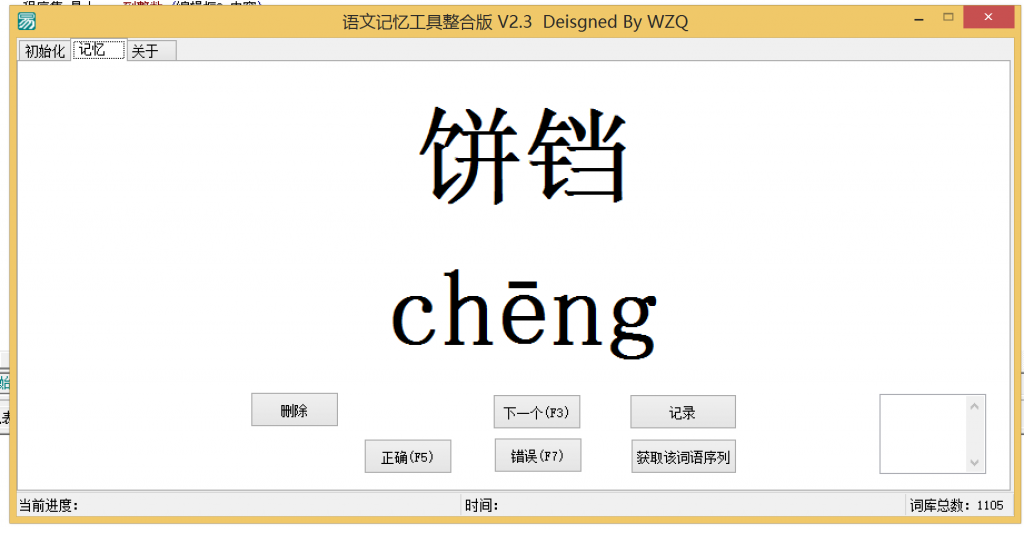 语文记忆工具整合版 V2.3 Deisgned By WZQ
初始化 记忆 关于
饼铛
chēng
删除 下一个(F3) 记录
正确(F5) 错误(F7) 获取该词语序列
当前进度: 时间: 词库总数: 1105